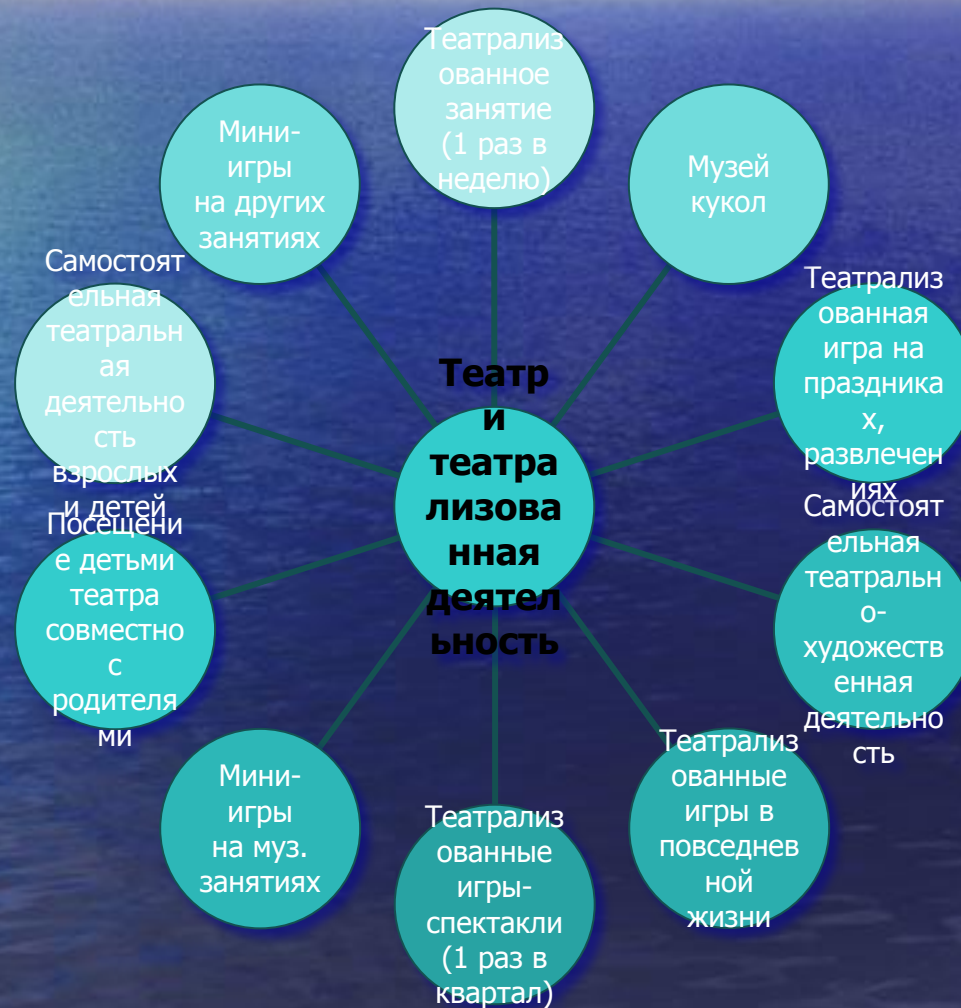 Театрализ
ованное
занятие
(1 раз в
неделю)
Музей
кукол
Театрализ
ованная
игра на
праздника
х,
развлечен
иях
Самостоят
ельная
театральн
о-
художеств
енная
деятельно
сть
Театрализ
ованные
игры в
повседнев
ной
жизни
Театрализ
ованные
игры-
спектакли
(1 раз в
квартал)
Мини-
игры
на муз.
занятиях
Посещени
е детьми
театра
совместно
с
родителя
ми
Самостоят
ельная
театральн
ая
деятельно
сть
взрослых
и детей
Мини-
игры
на других
занятиях
Театр
и
театра
лизова
нная
деятел
ьность